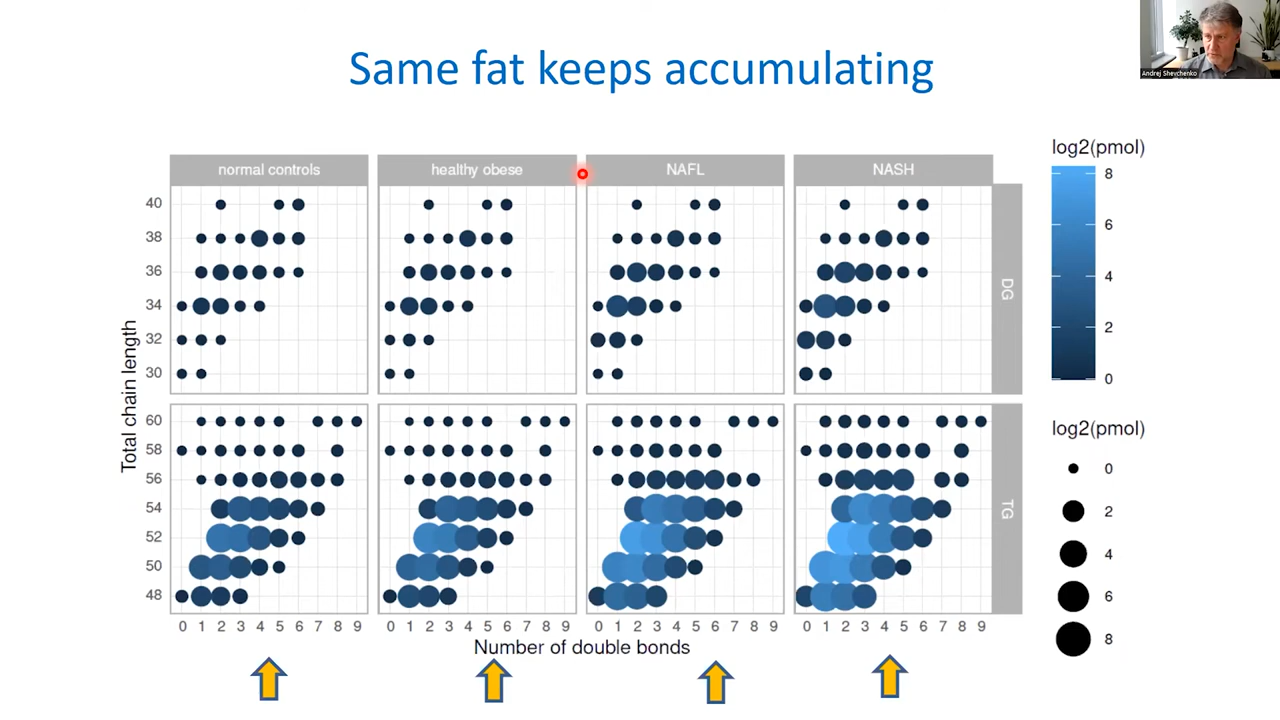 Same fat keeps accumulating
Andrej Shevchenko
normal controls healthy obese NAFL NASH
Total chain length
40
38
36
34
32
30
DG
60
58
56
54
52
50
48
TG
0 1 2 3 4 5 6 7 8 9 0 1 2 3 4 5 6 7 8 9 0 1 2 3 4 5 6 7 8 9 0 1 2 3 4 5 6 7 8 9
Number of double bonds
log2(pmol)
8
6
4
2
0
log2(pmol)
0
2
4
6
8